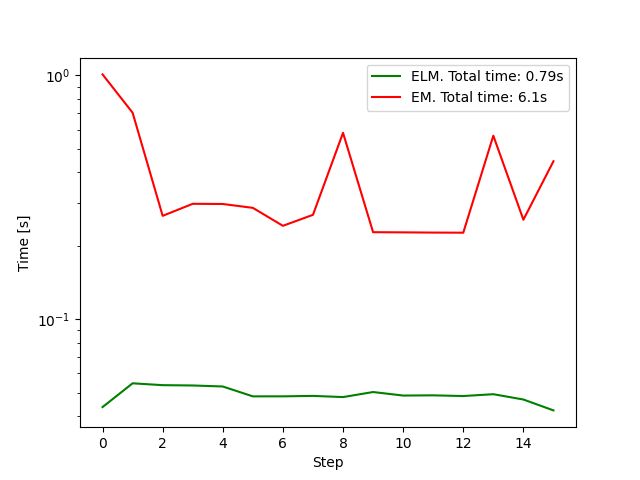 ELM. Total time: 0.79s
EM. Total time: 6.1s
10⁰
10⁻¹
Time [s]
0 2 4 6 8 10 12 14
Step